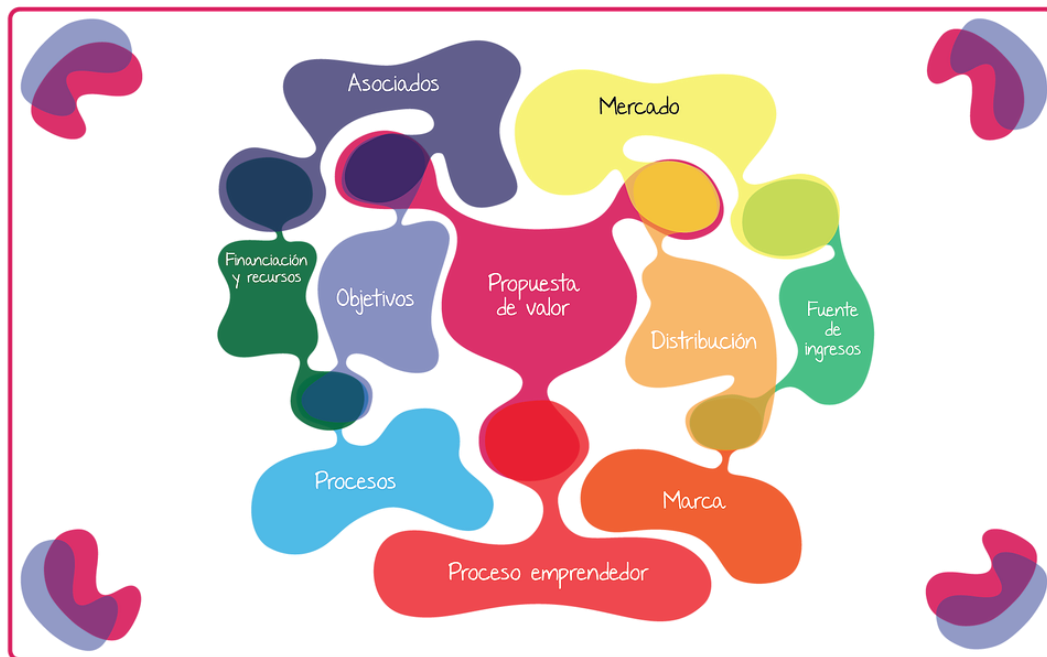 Asociados
Mercado
Financiación
y recursos
Objetivos
Propuesta
de valor
Distribución
Fuente
de
ingresos
Procesos
Marca
Proceso emprendedor